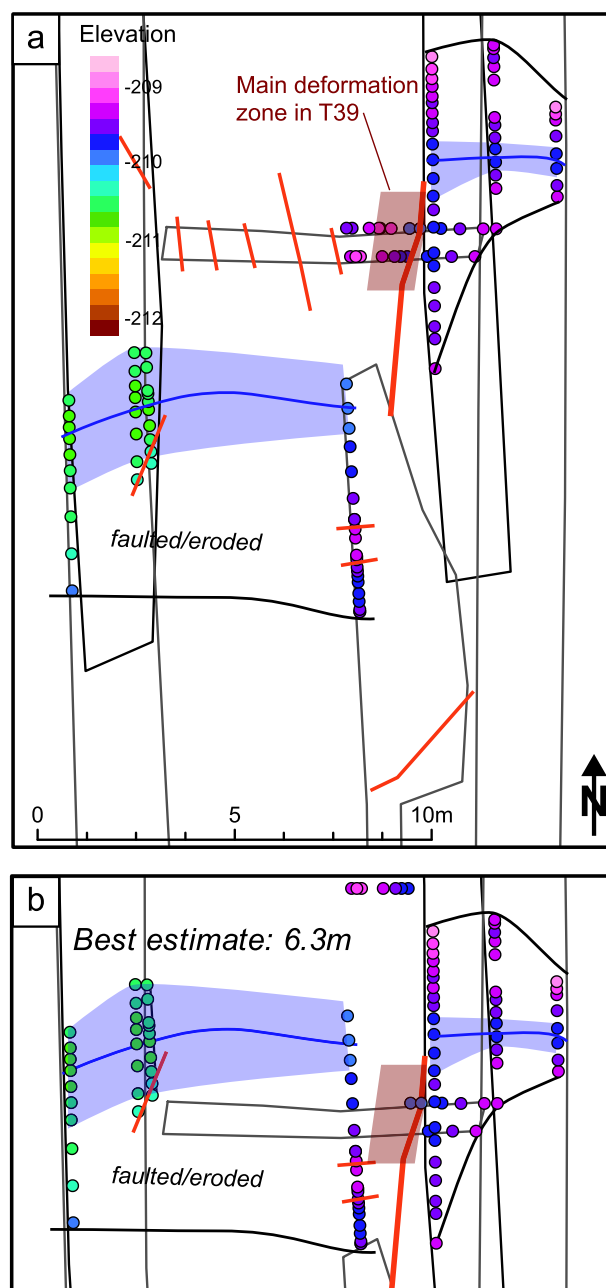 a
Elevation
-209
-210
-211
-212
Main deformation
zone in T39
faulted/eroded
0 5 10m
N
b
Best estimate: 6.3m
faulted/eroded